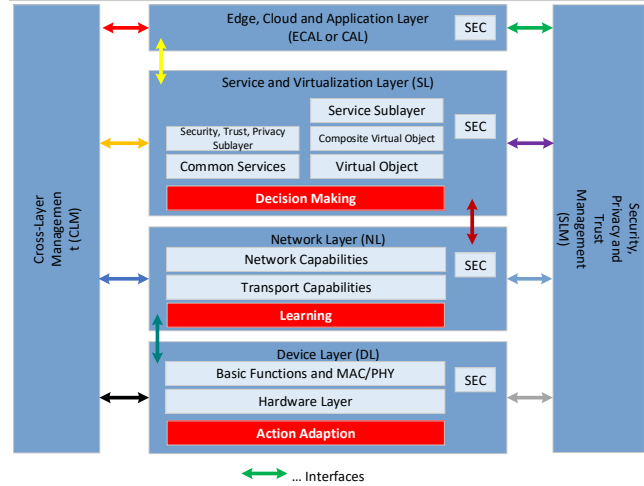 Edge, Cloud and Application Layer
(ECAL or CAL)
SEC
Service and Virtualization Layer (SL)
Service Sublayer
SEC
Security, Trust, Privacy
Sublayer
Composite Virtual Object
Common Services
Virtual Object
Decision Making
Network Layer (NL)
Network Capabilities
SEC
Transport Capabilities
Learning
Device Layer (DL)
Basic Functions and MAC/PHY
SEC
Hardware Layer
Action Adaption
Cross-Layer
Managemen
t (CLM)
Security,
Privacy and
Trust
Management
(SLM)
... Interfaces